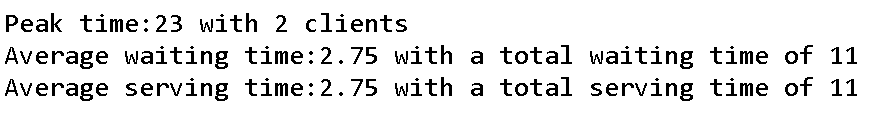 Peak time:23 with 2 clients
Average waiting time:2.75 with a total waiting time of 11
Average serving time:2.75 with a total serving time of 11